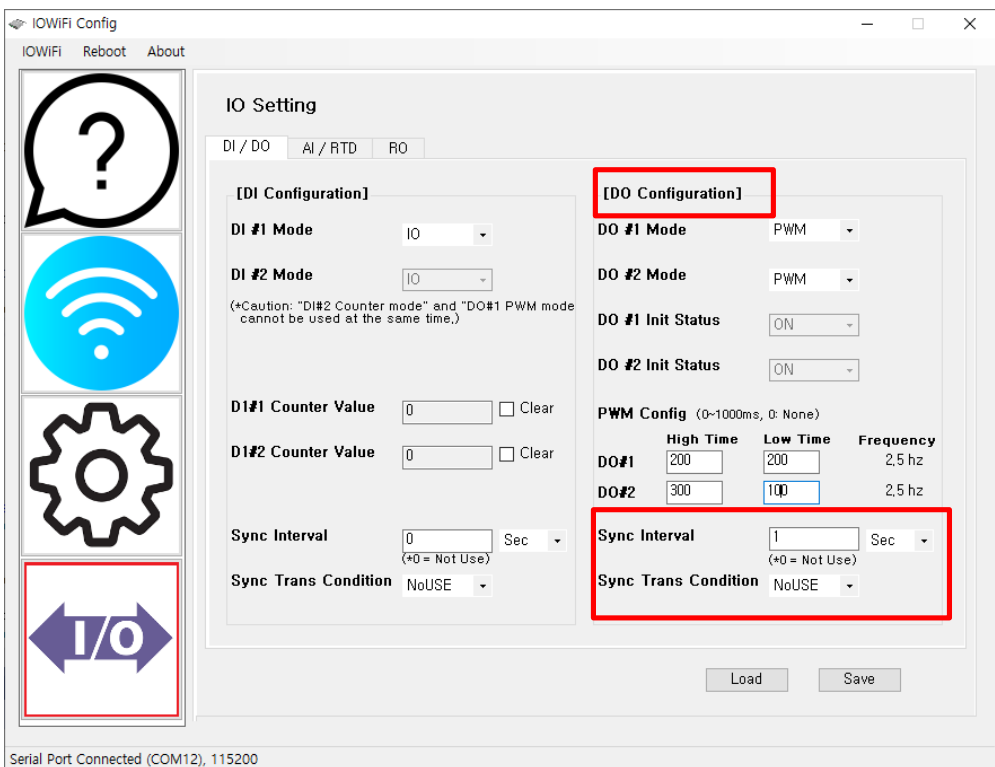 IOWiFi Config
IOWiFi Reboot About
IO Setting
DI / DO AI / RTD RO
[DI Configuration]
DI #1 Mode IO
DI #2 Mode IO
(*Caution: "DI#2 Counter mode" and "DO#1 PWM mode
cannot be used at the same time.)
D1#1 Counter Value 0 Clear
D1#2 Counter Value 0 Clear
Sync Interval 0 Sec
(*0 = Not Use)
Sync Trans Condition NoUSE
[DO Configuration]
DO #1 Mode PWM
DO #2 Mode PWM
DO #1 Init Status ON
DO #2 Init Status ON
PWM Config (0~1000ms, 0: None)
High Time Low Time Frequency
DO#1 200 200 2.5 hz
DO#2 300 100 2.5 hz
Sync Interval 1 Sec
(*0 = Not Use)
Sync Trans Condition NoUSE
I/O
Load Save
Serial Port Connected (COM12), 115200